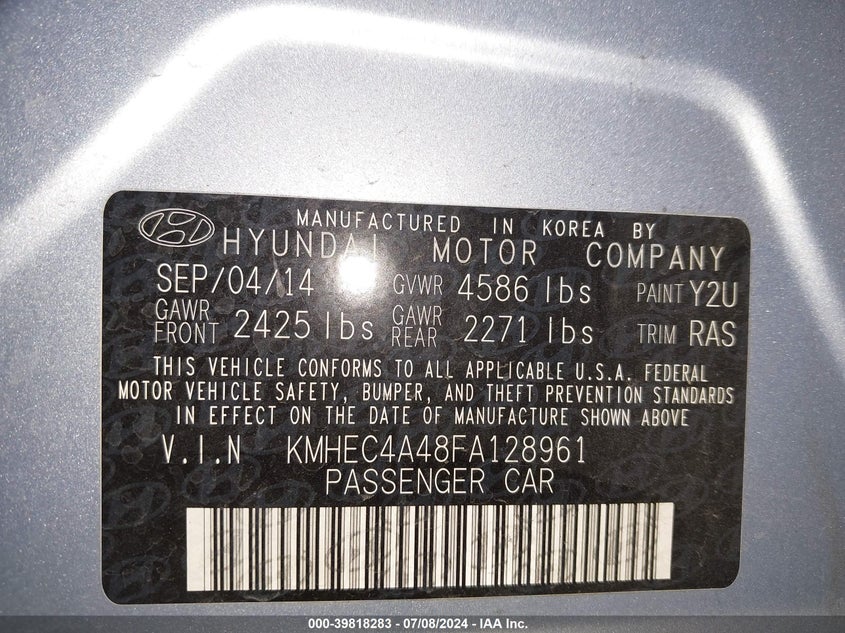 MANUFACTURED IN KOREA BY
HYUNDAI MOTOR COMPANY
SEP/04/14 GVWR 4586 lbs PAINT Y2U
GAWR FRONT 2425 lbs GAWR REAR 2271 lbs TRIM RAS
THIS VEHICLE CONFORMS TO ALL APPLICABLE U.S.A. FEDERAL
MOTOR VEHICLE SAFETY, BUMPER, AND THEFT PREVENTION STANDARDS
IN EFFECT ON THE DATE OF MANUFACTURE SHOWN ABOVE
V.I.N KMHEC4A48FA128961
PASSENGER CAR
000-39818283 - 07/08/2024 - IAA Inc.